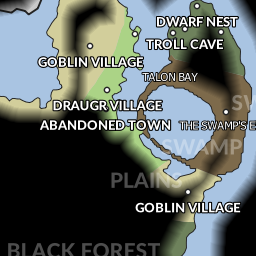 DWARF NEST
TROLL CAVE
GOBLIN VILLAGE
TALON BAY
DRAUGR VILLAGE
ABANDONED TOWN
THE SWAMP'S
SWAMP
PLAINS
GOBLIN VILLAGE
BLACK FOREST